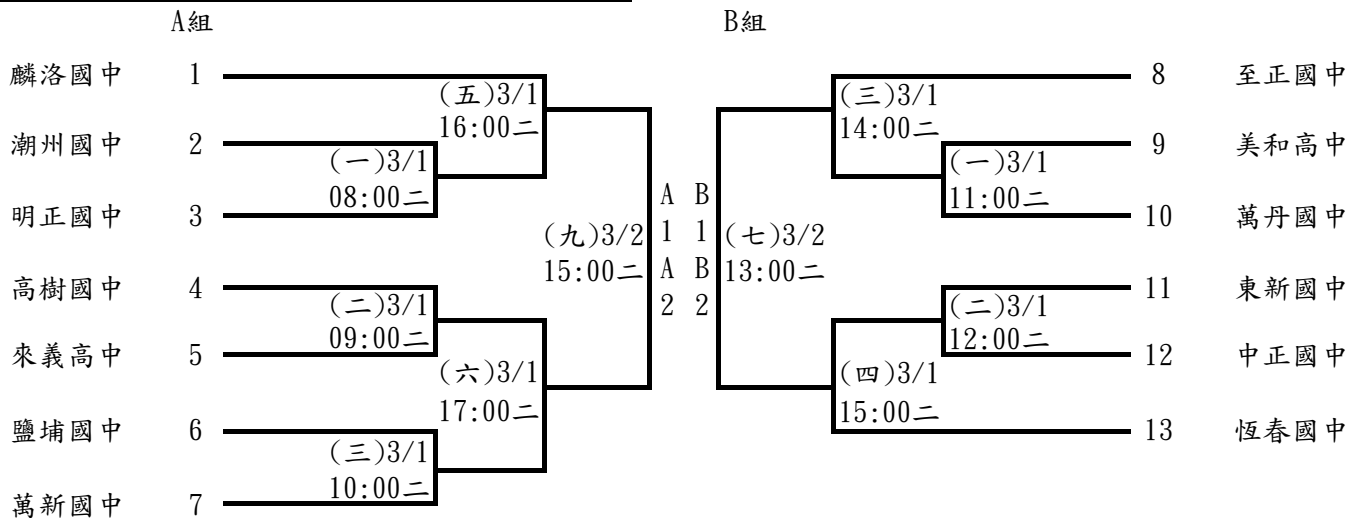 A組 B組
麟洛國中 1 8 至正國中
(五)3/1 (三)3/1
16:00二 14:00二
潮州國中 2 9 美和高中
(一)3/1 (一)3/1
08:00二 11:00二
明正國中 3 10 萬丹國中
A1A2 B1B2
(九)3/2 (七)3/2
15:00二 13:00二
高樹國中 4 11 東新國中
(二)3/1 (二)3/1
09:00二 12:00二
來義高中 5 12 中正國中
(六)3/1 (四)3/1
17:00二 15:00二
鹽埔國中 6 13 恆春國中
(三)3/1
10:00二
萬新國中 7